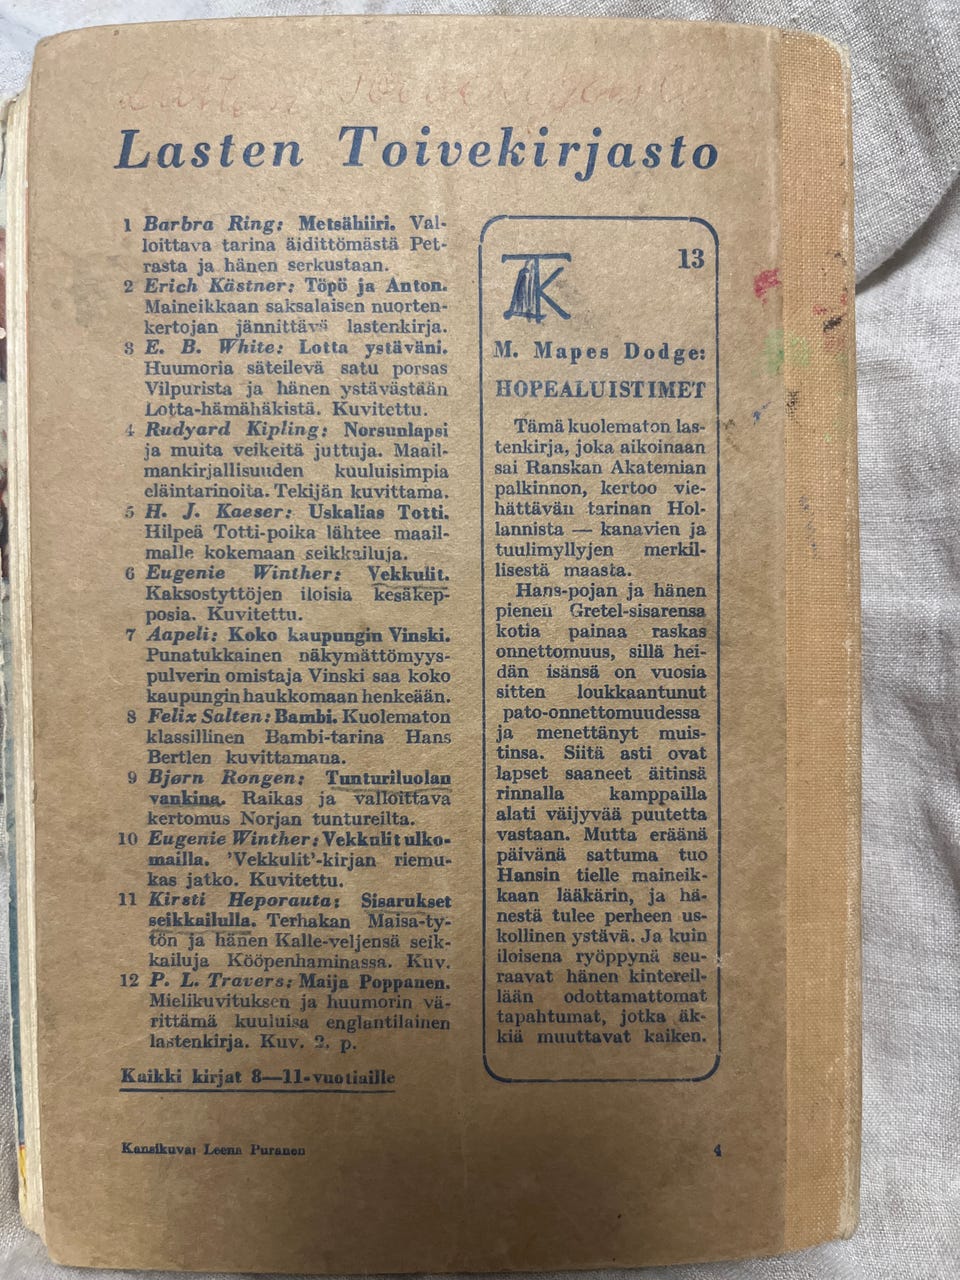 Lasten Toivekirjasto
Lasten Toivekirjasto
1 Barbra Ring: Metsähiiri. Val-
loittava tarina äidittömästä Pet-
rasta ja hänen serkustaan.
2 Erich Kästner: Töpö ja Anton.
Maineikkaan saksalaisen nuorten-
kertojan jännittävä lastenkirja.
3 E. B. White: Lotta ystäväni.
Huumoria säteilevä satu porsas
Vilpurista ja hänen ystävästään
Lotta-hämähäkistä. Kuvitettu.
4 Rudyard Kipling: Norsunlapsi
ja muita veikeitä juttuja. Maail-
mankirjallisuuden kuuluisimpia
eläintarinoita. Tekijän kuvittama.
5 H. J. Kaeser: Uskalias Totti.
Hilpeä Totti-poika lähtee maail-
malle kokemaan seikkailuja.
6 Eugenie Winther: Vekkulit.
Kaksostyttöjen iloisia kesäkep-
posia. Kuvitettu.
7 Aapeli: Koko kaupungin Vinski.
Punatukkainen näkymättömyys-
pulverin omistaja Vinski saa koko
kaupungin haukkomaan henkeään.
8 Felix Salten: Bambi. Kuolematon
klassillinen Bambi-tarina Hans
Bertlen kuvittamana.
9 Bjørn Rongen: Tunturiluolan
vankina. Raikas ja valloittava
kertomus Norjan tuntureilta.
10 Eugenie Winther: Vekkulit ulko-
mailla. 'Vekkulit'-kirjan riemu-
kas jatko. Kuvitettu.
11 Kirsti Heporauta: Sisarukset
seikkailulla. Terhakan Maisa-ty-
tön ja hänen Kalle-veljensä seik-
kailuja Kööpenhaminassa. Kuv.
12 P. L. Travers: Maija Poppanen.
Mielikuvituksen ja huumorin vä-
rittämä kuuluisa englantilainen
lastenkirja. Kuv. 2. p.
Kaikki kirjat 8—11-vuotiaille
Kansikuva: Leena Puranen
LTK
13
M. Mapes Dodge:
HOPEALUISTIMET
Tämä kuolematon las-
tenkirja, joka aikoinaan
sai Ranskan Akatemian
palkinnon, kertoo vie-
hättävän tarinan Hol-
lannista — kanavien ja
tuulimyllyjen merkil-
lisestä maasta.
Hans-pojan ja hänen
pienen Gretel-sisarensa
kotia painaa raskas
onnettomuus, sillä hei-
dän isänsä on vuosia
sitten loukkaantunut
pato-onnettomuudessa
ja menettänyt muis-
tinsa. Siitä asti ovat
lapset saaneet äitinsä
rinnalla kamppailla
alati väijyvää puutetta
vastaan. Mutta eräänä
päivänä sattuma tuo
Hansin tielle maineik-
kaan lääkärin, ja hä-
nestä tulee perheen us-
kollinen ystävä. Ja kuin
iloisena ryöppynä seu-
raavat hänen kintereil-
lään odottamattomat
tapahtumat, jotka äk-
kiä muuttavat kaiken.
4